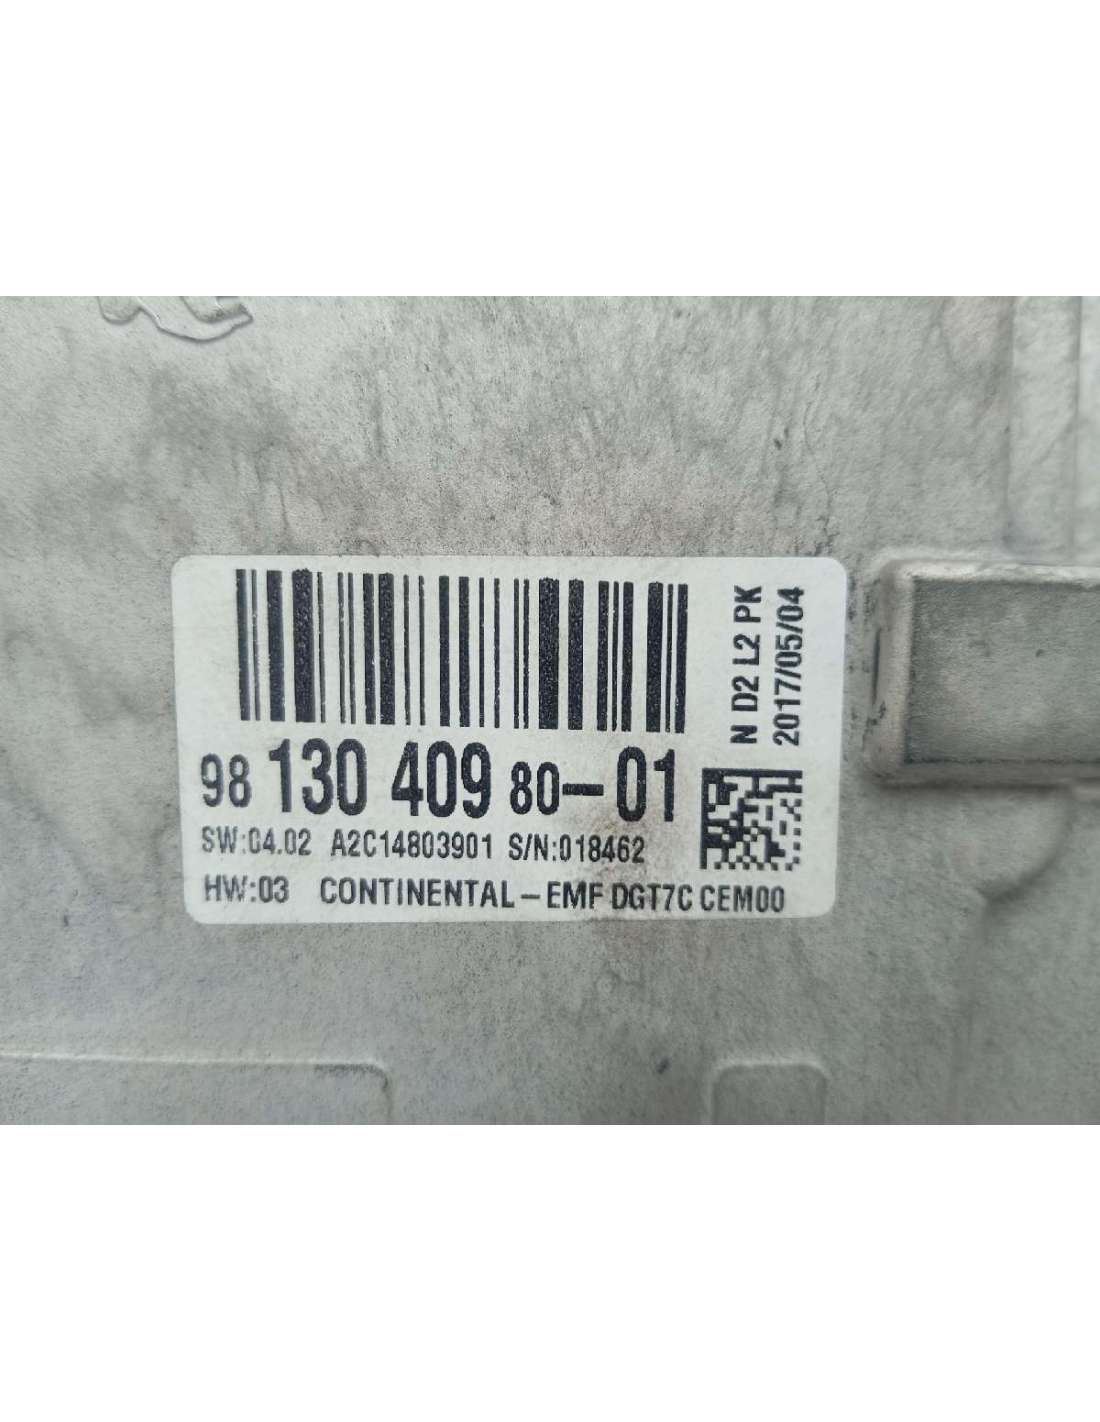 98 130 409 80-01
SW:04.02 A2C14803901 S/N:018462
HW:03 CONTINENTAL-EMF DGT7C CEM00
N D2 L2 PK
2017/05/04